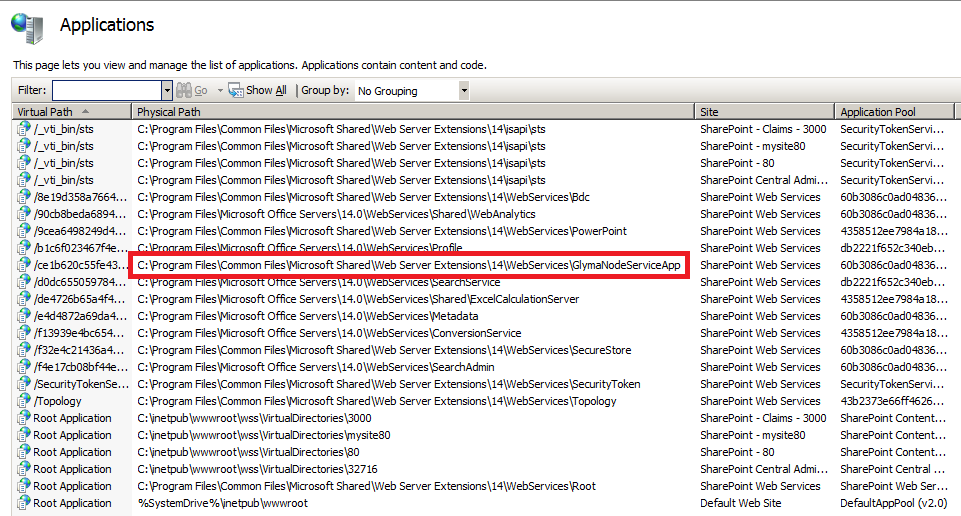 Applications
This page lets you view and manage the list of applications. Applications contain content and code.
Filter: Go Show All Group by: No Grouping
Virtual Path Physical Path Site Application Pool
/_vti_bin/sts C:\Program Files\Common Files\Microsoft Shared\Web Server Extensions\14\isapi\sts SharePoint - Claims - 3000 SecurityTokenServi...
/_vti_bin/sts C:\Program Files\Common Files\Microsoft Shared\Web Server Extensions\14\isapi\sts SharePoint - mysite80 SecurityTokenServi...
/_vti_bin/sts C:\Program Files\Common Files\Microsoft Shared\Web Server Extensions\14\isapi\sts SharePoint - 80 SecurityTokenServi...
/_vti_bin/sts C:\Program Files\Common Files\Microsoft Shared\Web Server Extensions\14\isapi\sts SharePoint Central Admi... SecurityTokenServi...
/8e19d358a7664... C:\Program Files\Common Files\Microsoft Shared\Web Server Extensions\14\WebServices\Bdc SharePoint Web Services 60b3086c0ad04836...
/90cb8beda6894... C:\Program Files\Microsoft Office Servers\14.0\WebServices\Shared\WebAnalytics SharePoint Web Services 60b3086c0ad04836...
/9cea6498249d4... C:\Program Files\Common Files\Microsoft Shared\Web Server Extensions\14\WebServices\PowerPoint SharePoint Web Services 4358512ee7984a18...
/b1c6f023467f4e... C:\Program Files\Microsoft Office Servers\14.0\WebServices\Profile SharePoint Web Services db2221f652c340eb...
/ce1b620c55fe43... C:\Program Files\Common Files\Microsoft Shared\Web Server Extensions\14\WebServices\GlymaNodeServiceApp SharePoint Web Services 60b3086c0ad04836...
/d0dc655059784... C:\Program Files\Microsoft Office Servers\14.0\WebServices\SearchService SharePoint Web Services db2221f652c340eb...
/de4726b65a4f4... C:\Program Files\Microsoft Office Servers\14.0\WebServices\Shared\ExcelCalculationServer SharePoint Web Services 4358512ee7984a18...
/e4d4872a69da4... C:\Program Files\Microsoft Office Servers\14.0\WebServices\Metadata SharePoint Web Services 60b3086c0ad04836...
/f13939e4bc654... C:\Program Files\Microsoft Office Servers\14.0\WebServices\ConversionService SharePoint Web Services 4358512ee7984a18...
/f32e4c21436a4... C:\Program Files\Common Files\Microsoft Shared\Web Server Extensions\14\WebServices\SecureStore SharePoint Web Services 60b3086c0ad04836...
/f4e17cb08bf44... C:\Program Files\Microsoft Office Servers\14.0\WebServices\SearchAdmin SharePoint Web Services 60b3086c0ad04836...
/SecurityTokenSe... C:\Program Files\Common Files\Microsoft Shared\Web Server Extensions\14\WebServices\SecurityToken SharePoint Web Services SecurityTokenServi...
/Topology C:\Program Files\Common Files\Microsoft Shared\Web Server Extensions\14\WebServices\Topology SharePoint Web Services 43b2373e66ff4626...
Root Application C:\inetpub\wwwroot\wss\VirtualDirectories\3000 SharePoint - Claims - 3000 SharePoint Content...
Root Application C:\inetpub\wwwroot\wss\VirtualDirectories\mysite80 SharePoint - mysite80 SharePoint Content...
Root Application C:\inetpub\wwwroot\wss\VirtualDirectories\80 SharePoint - 80 SharePoint Content...
Root Application C:\inetpub\wwwroot\wss\VirtualDirectories\32716 SharePoint Central Admi... SharePoint Central...
Root Application C:\Program Files\Common Files\Microsoft Shared\Web Server Extensions\14\WebServices\Root SharePoint Web Services SharePoint Web Ser...
Root Application %SystemDrive%\inetpub\wwwroot Default Web Site DefaultAppPool (v2.0)